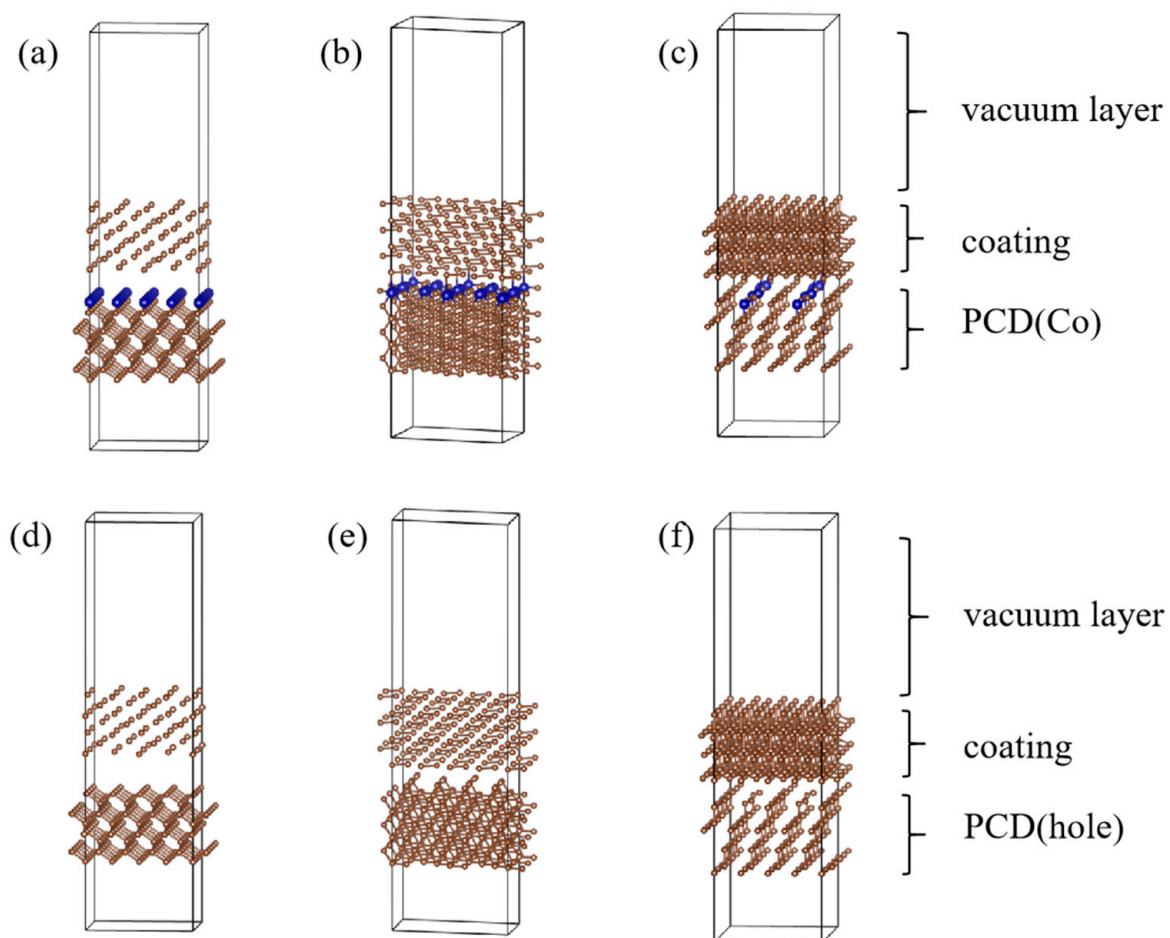 (a)
(b)
(c)
vacuum layer
coating
PCD(Co)
(d)
(e)
(f)
vacuum layer
coating
PCD(hole)